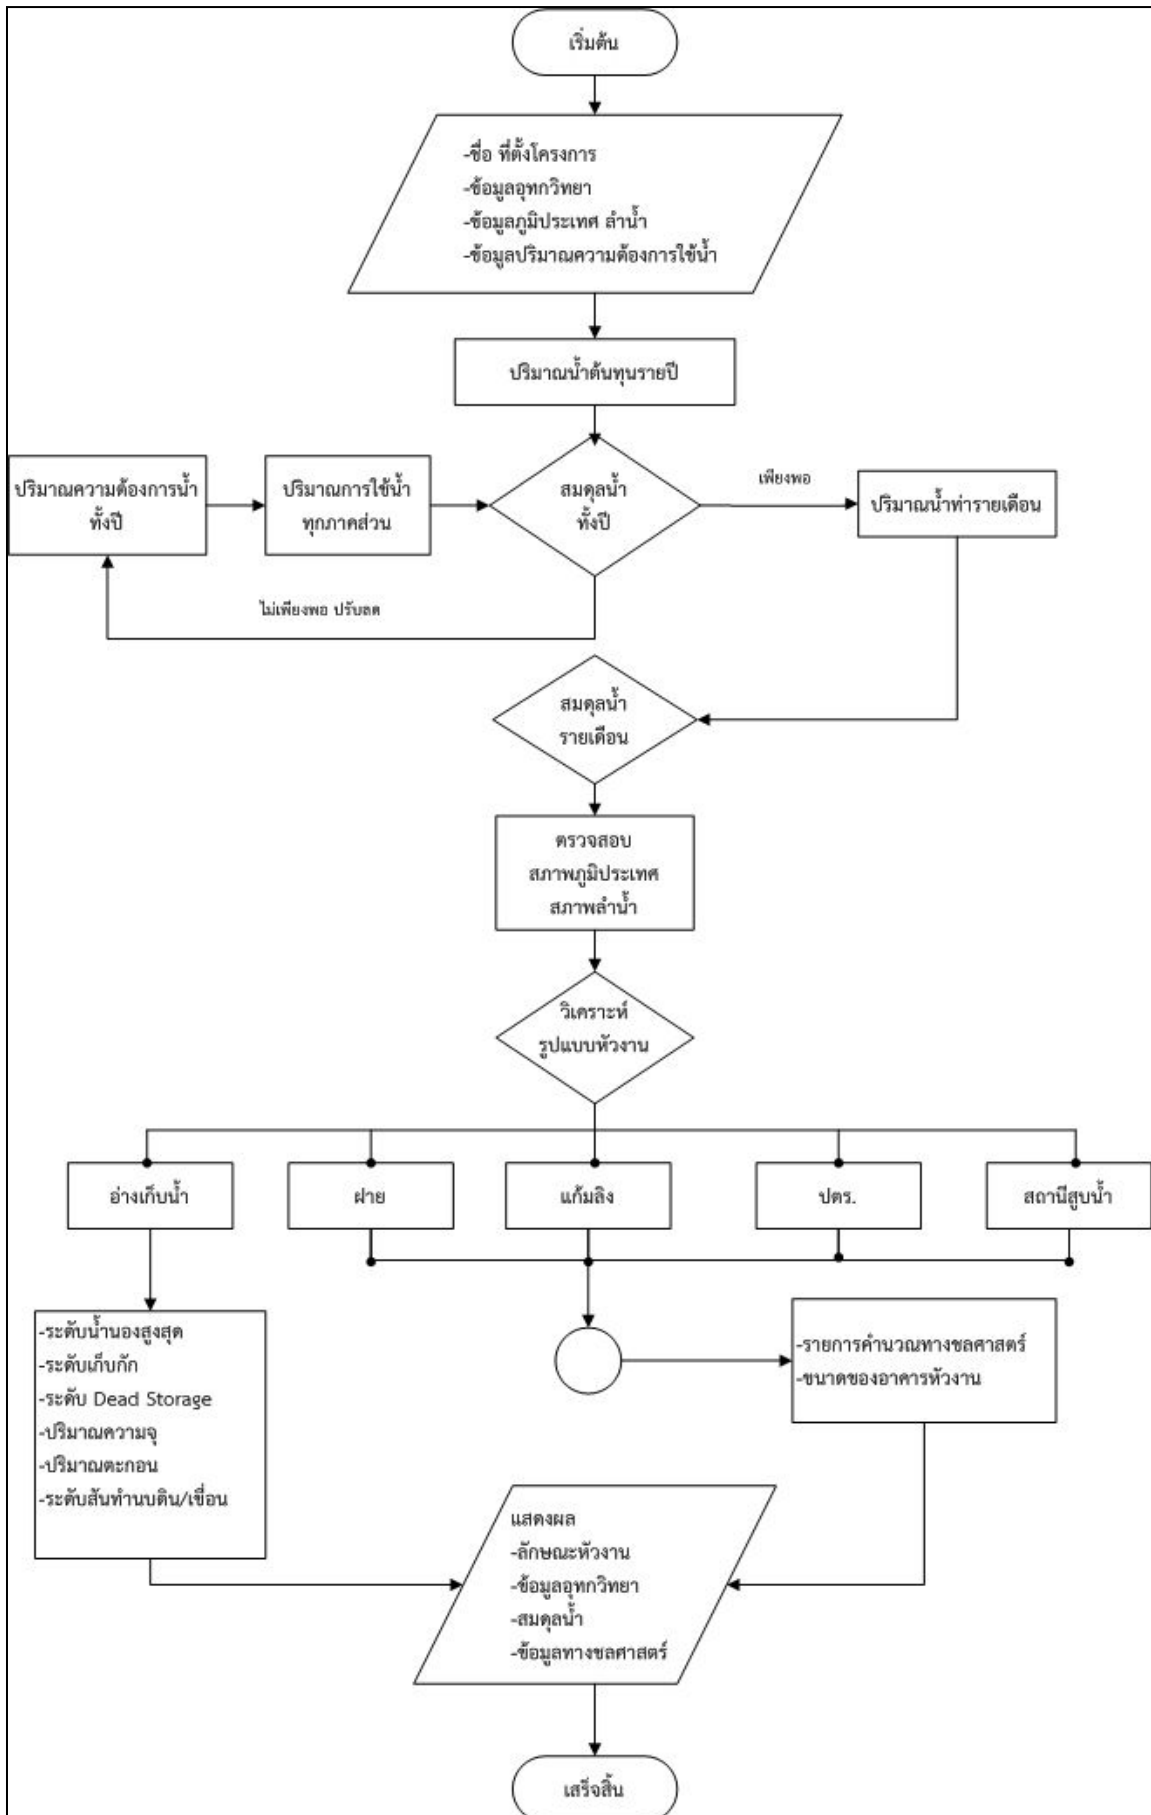 เริ่มต้น
-ชื่อ ที่ตั้งโครงการ
-ข้อมูลอุทกวิทยา
-ข้อมูลภูมิประเทศ ลำน้ำ
-ข้อมูลปริมาณความต้องการใช้น้ำ
ปริมาณน้ำต้นทุนรายปี
ปริมาณความต้องการน้ำ
ทั้งปี
ปริมาณการใช้น้ำ
ทุกภาคส่วน
สมดุลน้ำ
ทั้งปี
เพียงพอ
ปริมาณน้ำท่ารายเดือน
ไม่เพียงพอ ปรับลด
สมดุลน้ำ
รายเดือน
ตรวจสอบ
สภาพภูมิประเทศ
สภาพลำน้ำ
วิเคราะห์
รูปแบบหัวงาน
อ่างเก็บน้ำ
ฝาย
แก้มลิง
ปตร.
สถานีสูบน้ำ
-ระดับน้ำนองสูงสุด
-ระดับเก็บกัก
-ระดับ Dead Storage
-ปริมาณความจุ
-ปริมาณตะกอน
-ระดับสันทำนบดิน/เขื่อน
-รายการคำนวณทางชลศาสตร์
-ขนาดของอาคารหัวงาน
แสดงผล
-ลักษณะหัวงาน
-ข้อมูลอุทกวิทยา
-สมดุลน้ำ
-ข้อมูลทางชลศาสตร์
เสร็จสิ้น